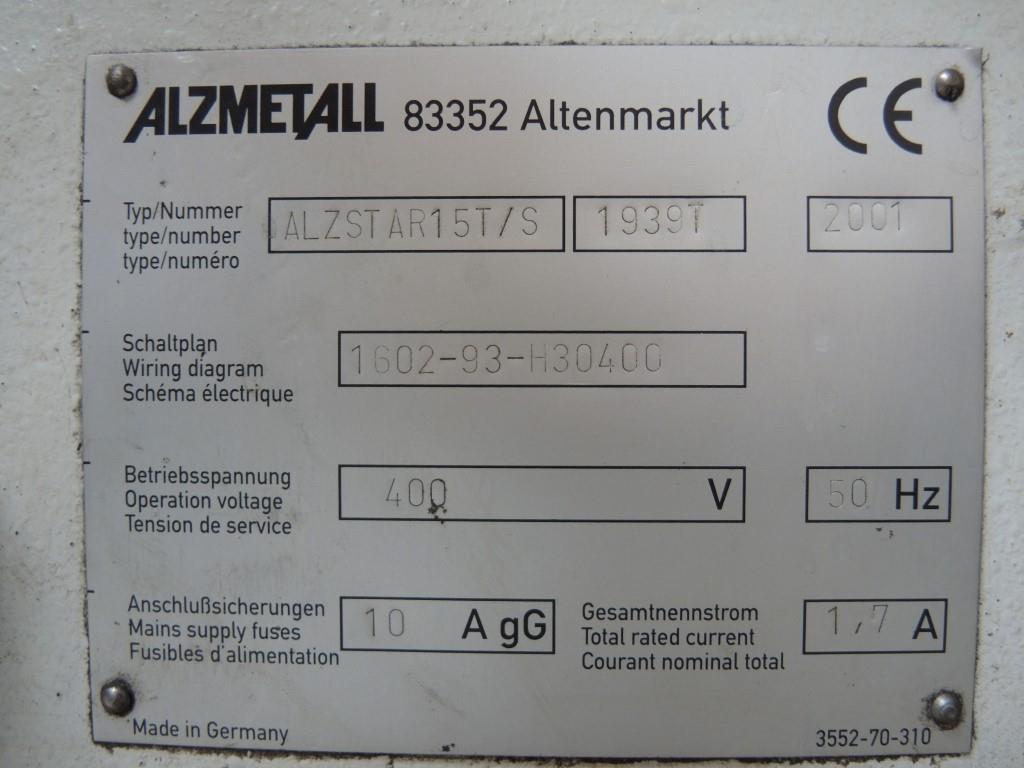 ALZMETALL 83352 Altenmarkt CE
Typ/Nummer
type/number
type/numéro
ALZSTAR15T/S 1939T 2001
Schaltplan
Wiring diagram
Schéma électrique
1602-93-H30400
Betriebsspannung
Operation voltage
Tension de service
400 V 50 Hz
Anschlußsicherungen
Mains supply fuses
Fusibles d'alimentation
10 A gG
Gesamtnennstrom
Total rated current
Courant nominal total
1,7 A
Made in Germany 3552-70-310